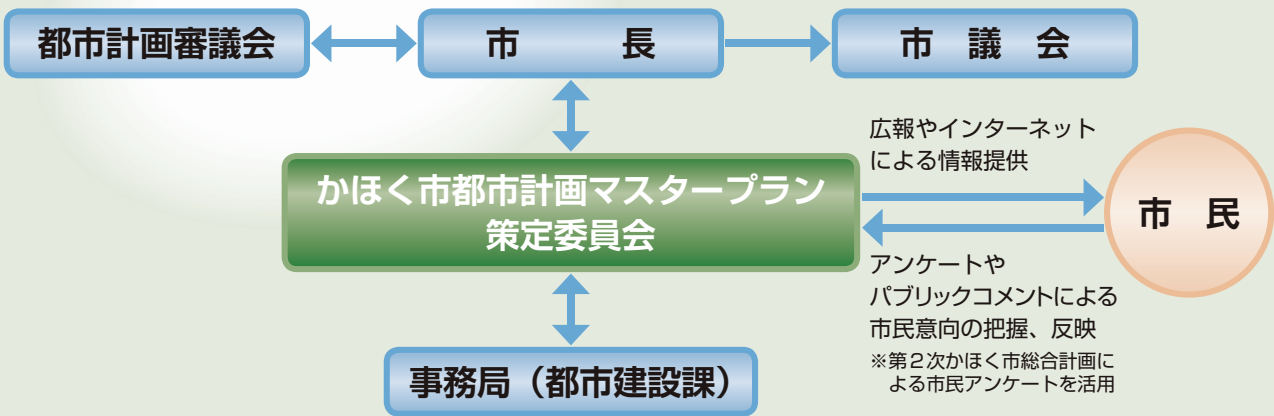 都市計画審議会
市　　長
市　議　会
広報やインターネット
による情報提供
かほく市都市計画マスタープラン
策定委員会
市　民
アンケートや
パブリックコメントによる
市民意向の把握、反映
※第２次かほく市総合計画に
よる市民アンケートを活用
事務局（都市建設課）